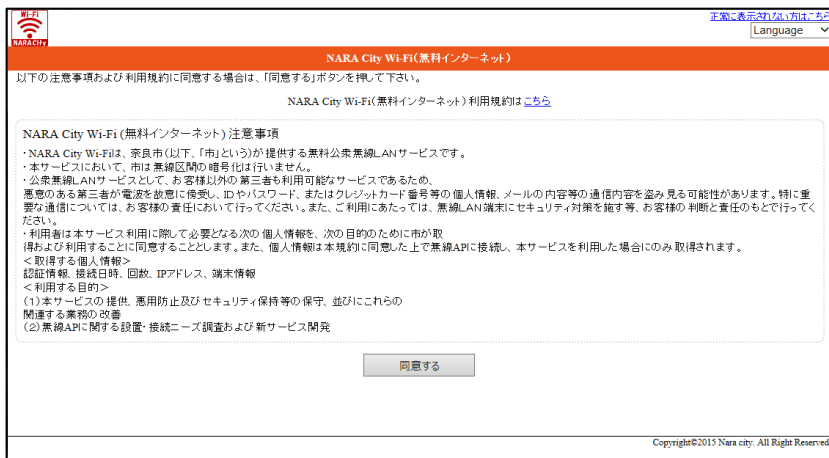 Wi-Fi
NARA City
正常に表示されない方はこちら
Language
NARA City Wi-Fi(無料インターネット)
以下の注意事項および利用規約に同意する場合は、「同意する」ボタンを押して下さい。
NARA City Wi-Fi(無料インターネット)利用規約はこちら
NARA City Wi-Fi (無料インターネット) 注意事項
・NARA City Wi-Fiは、奈良市(以下、「市」という)が提供する無料公衆無線LANサービスです。
・本サービスにおいて、市は無線区間の暗号化は行いません。
・公衆無線LANサービスとして、お客様以外の第三者も利用可能なサービスであるため、
悪意のある第三者が電波を故意に傍受し、IDやパスワード、またはクレジットカード番号等の個人情報、メールの内容等の通信内容を盗み見る可能性があります。特に重
要な通信については、お客様の責任において行ってください。また、ご利用にあたっては、無線LAN端末にセキュリティ対策を施す等、お客様の判断と責任のもとで行ってく
ださい。
・利用者は本サービス利用に際して必要となる次の個人情報を、次の目的のために市が取
得および利用することに同意することとします。また、個人情報は本規約に同意した上で無線APに接続し、本サービスを利用した場合にのみ取得されます。
<取得する個人情報>
認証情報、接続日時、回数、IPアドレス、端末情報
<利用する目的>
(1)本サービスの提供、悪用防止及びセキュリティ保持等の保守、並びにこれらの
関連する業務の改善
(2)無線APに関する設置・接続ニーズ調査および新サービス開発
同意する
Copyright©2015 Nara city. All Right Reserved